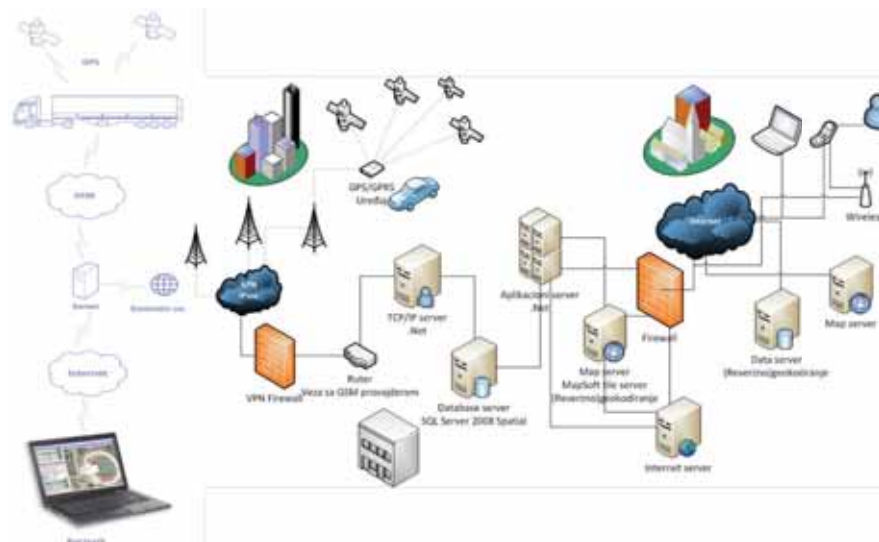 GPS
GSM
Server
Internet
GPS/GPRS
Uređaj
VPN Firewall
Ruter
Veza sa GSM provajderom
TCP/IP server
.Net
Database server
SQL Server 2008 Spatial
Aplikacioni server
.Net
Map server
MapSoft tile server
(Reverzno)geokodiranje
Firewall
Internet
Internet server
Data server
(Reverzno)geokodiranje
Map server
Wireless